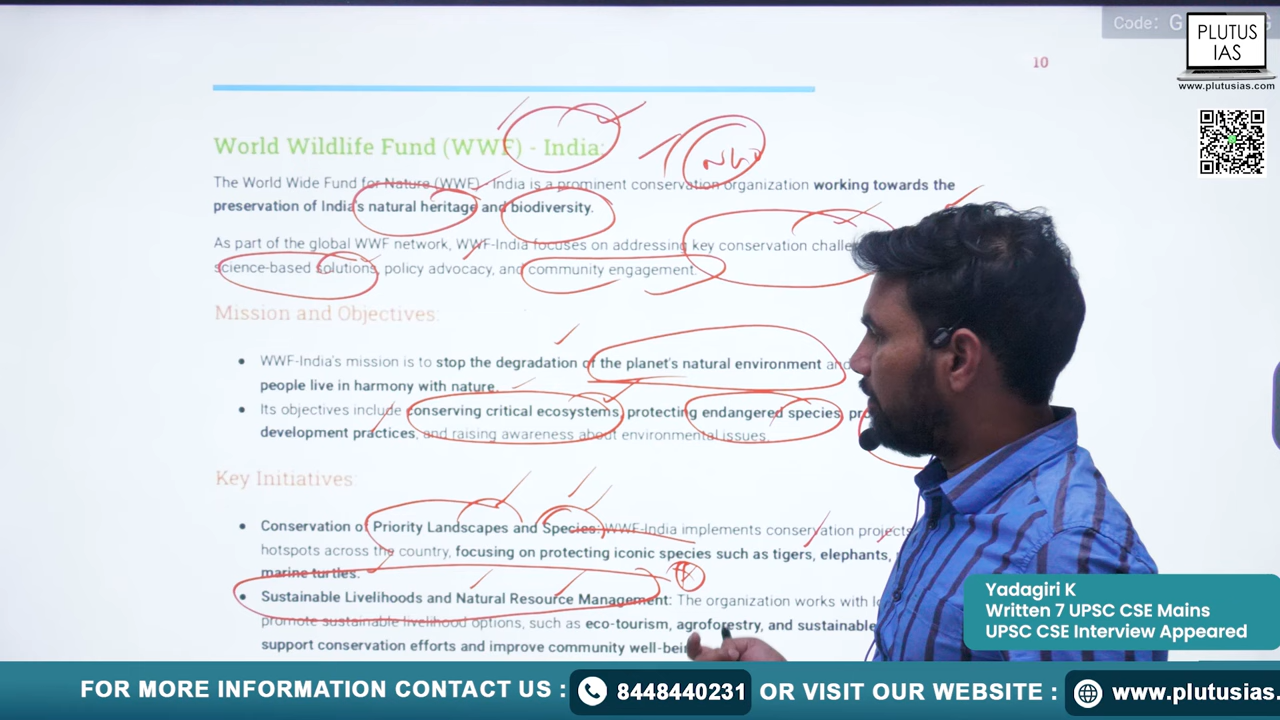 Code: G
PLUTUS
IAS
www.plutusias.com
10
World Wildlife Fund (WWF) - India:
The World Wide Fund for Nature (WWF) - India is a prominent conservation organization working towards the
preservation of India's natural heritage and biodiversity.
As part of the global WWF network, WWF-India focuses on addressing key conservation
science-based solutions, policy advocacy, and community engagement.
Mission and Objectives:
WWF-India's mission is to stop the degradation of the planet's natural environment
people live in harmony with nature.
Its objectives include conserving critical ecosystems, protecting endangered species,
development practices, and raising awareness about environmental issues.
Key Initiatives:
Conservation of Priority Landscapes and Species: WWF-India implements conservation projects
hotspots across the country, focusing on protecting iconic species such as tigers, elephants,
marine turtles.
Sustainable Livelihoods and Natural Resource Management: The organization works with
promote sustainable livelihood options, such as eco-tourism, agroforestry, and sustainable
support conservation efforts and improve community
Yadagiri K
Written 7 UPSC CSE Mains
UPSC CSE Interview Appeared
FOR MORE INFORMATION CONTACT US : 8448440231 OR VISIT OUR WEBSITE : www.plutusias.